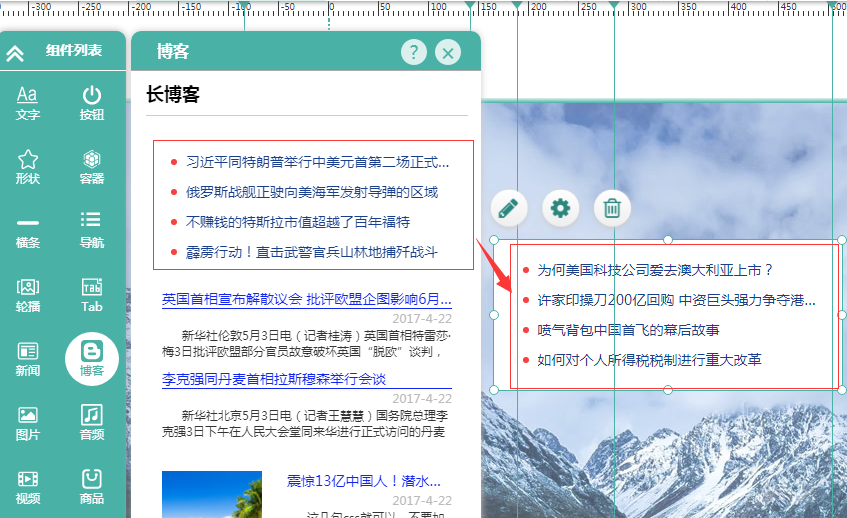 -300 -250 -200 -150 -100 -50 0 50 100 150 200 250 300 350 400 450 500
组件列表
文字 按钮
形状 容器
横条 导航
轮播 Tab
新闻 博客
图片 音频
视频 商品
博客
长博客
习近平同特朗普举行中美元首第二场正式...
俄罗斯战舰正驶向美海军发射导弹的区域
不赚钱的特斯拉市值超越了百年福特
霹雳行动！直击武警官兵山林地捕歼战斗
英国首相宣布解散议会 批评欧盟企图影响6月...
2017-4-22
新华社伦敦5月3日电（记者桂涛）英国首相特雷莎·
梅3日批评欧盟部分官员故意破坏英国“脱欧”谈判，
李克强同丹麦首相拉斯穆森举行会谈
2017-4-22
新华社北京5月3日电（记者王慧慧）国务院总理李
克强3日下午在人民大会堂同来华进行正式访问的丹麦
震惊13亿中国人！潜水...
2017-4-22
这几句css就可以，不要加
为何美国科技公司爱去澳大利亚上市？
许家印操刀200亿回购 中资巨头强力争夺港...
喷气背包中国首飞的幕后故事
如何对个人所得税税制进行重大改革